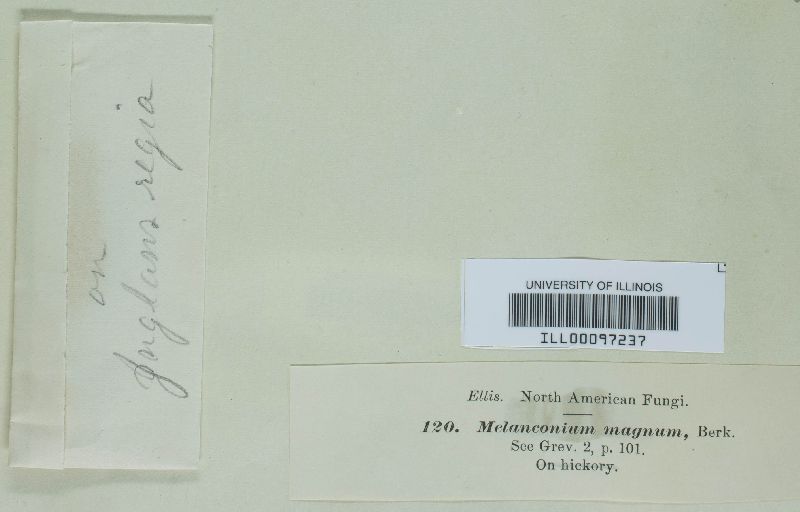 on
Juglans regia
UNIVERSITY OF ILLINOIS
ILL00097237
Ellis. North American Fungi.
120. Melanconium magnum, Berk.
See Grev. 2, p. 101.
On hickory.